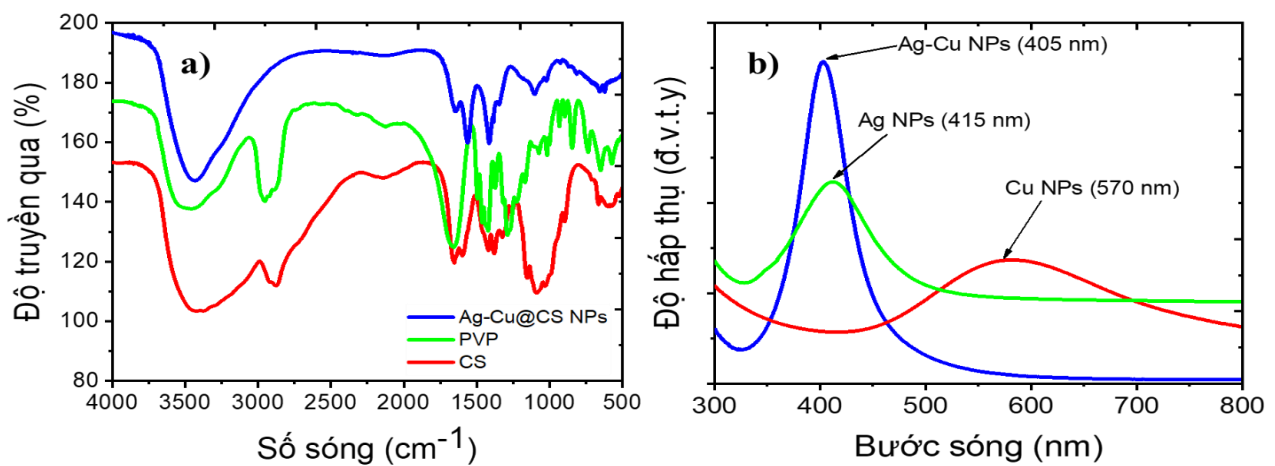 200
180
160
140
120
100
80
Độ truyền qua (%)
a)
Ag-Cu@CS NPs
PVP
CS
4000 3500 3000 2500 2000 1500 1000 500
Số sóng (cm⁻¹)
b)
Ag-Cu NPs (405 nm)
Ag NPs (415 nm)
Cu NPs (570 nm)
Độ hấp thụ (đ.v.t.y)
300 400 500 600 700 800
Bước sóng (nm)